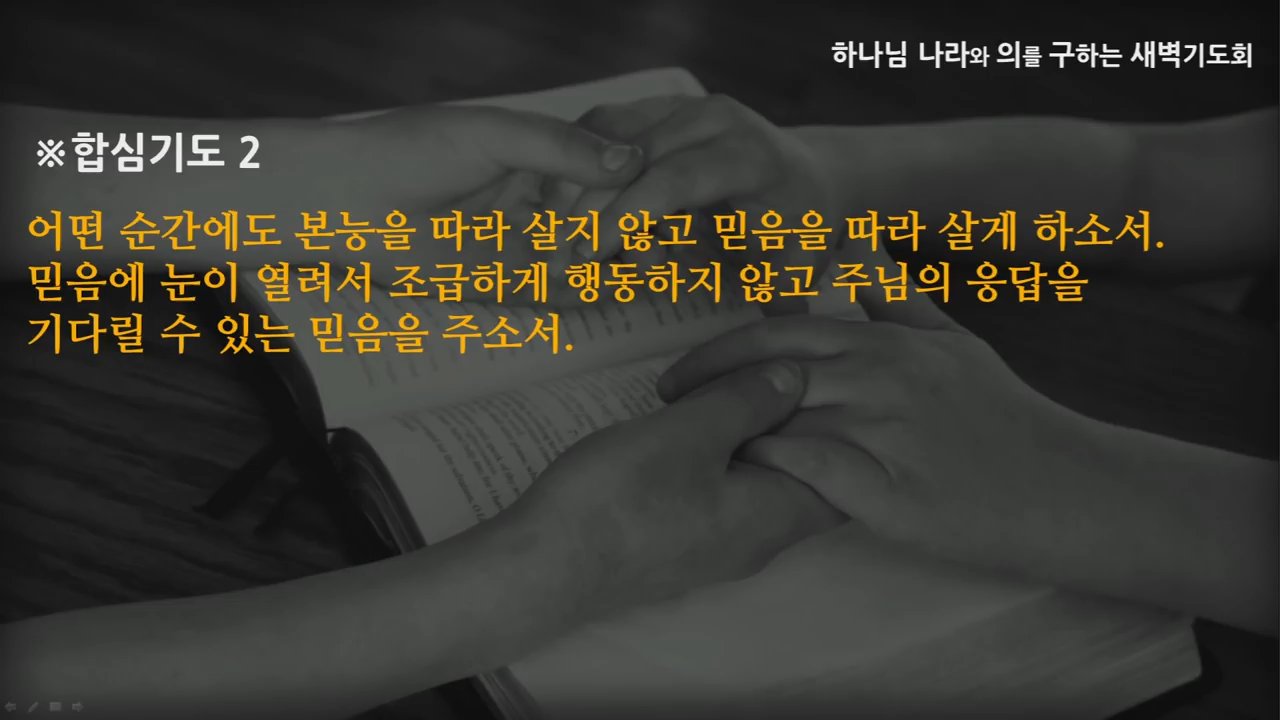 하나님 나라와 의를 구하는 새벽기도회
※합심기도 2
어떤 순간에도 본능을 따라 살지 않고 믿음을 따라 살게 하소서.
믿음에 눈이 열려서 조급하게 행동하지 않고 주님의 응답을
기다릴 수 있는 믿음을 주소서.